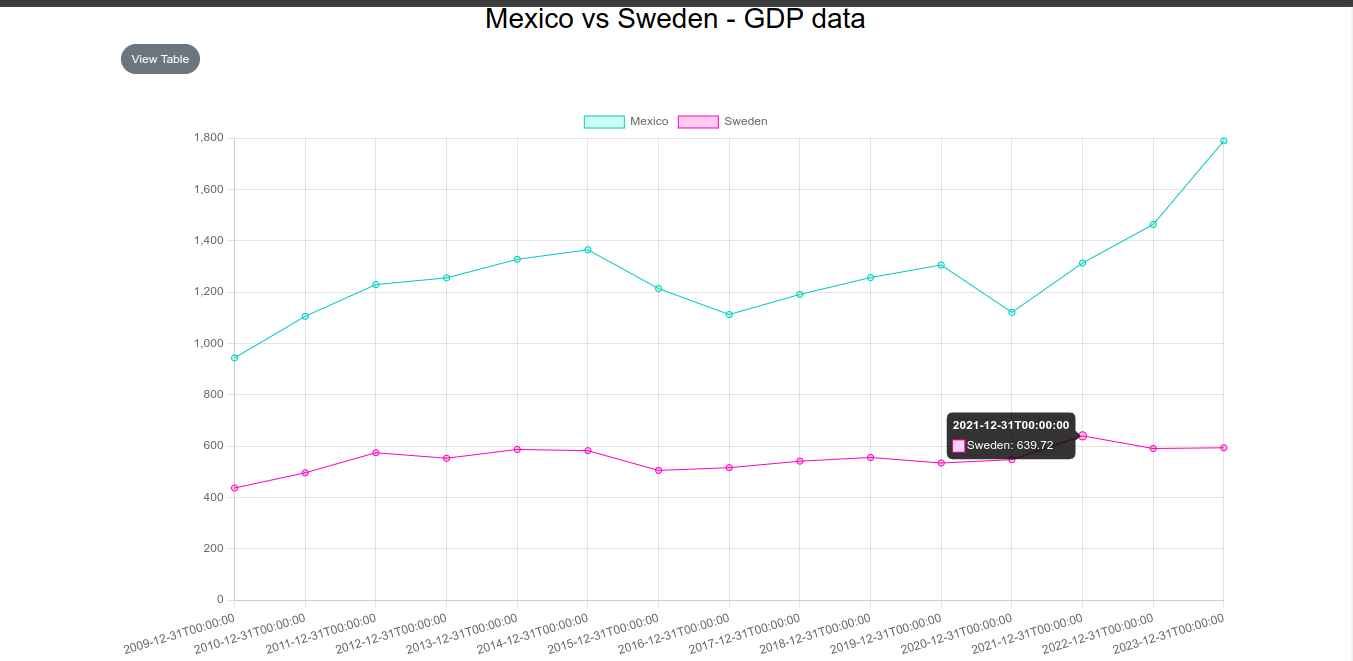 Mexico vs Sweden - GDP data
View Table
Mexico Sweden
1,800
1,600
1,400
1,200
1,000
800
600
400
200
0
2021-12-31T00:00:00
Sweden: 639.72
2009-12-31T00:00:00
2010-12-31T00:00:00
2011-12-31T00:00:00
2012-12-31T00:00:00
2013-12-31T00:00:00
2014-12-31T00:00:00
2015-12-31T00:00:00
2016-12-31T00:00:00
2017-12-31T00:00:00
2018-12-31T00:00:00
2019-12-31T00:00:00
2020-12-31T00:00:00
2021-12-31T00:00:00
2022-12-31T00:00:00
2023-12-31T00:00:00